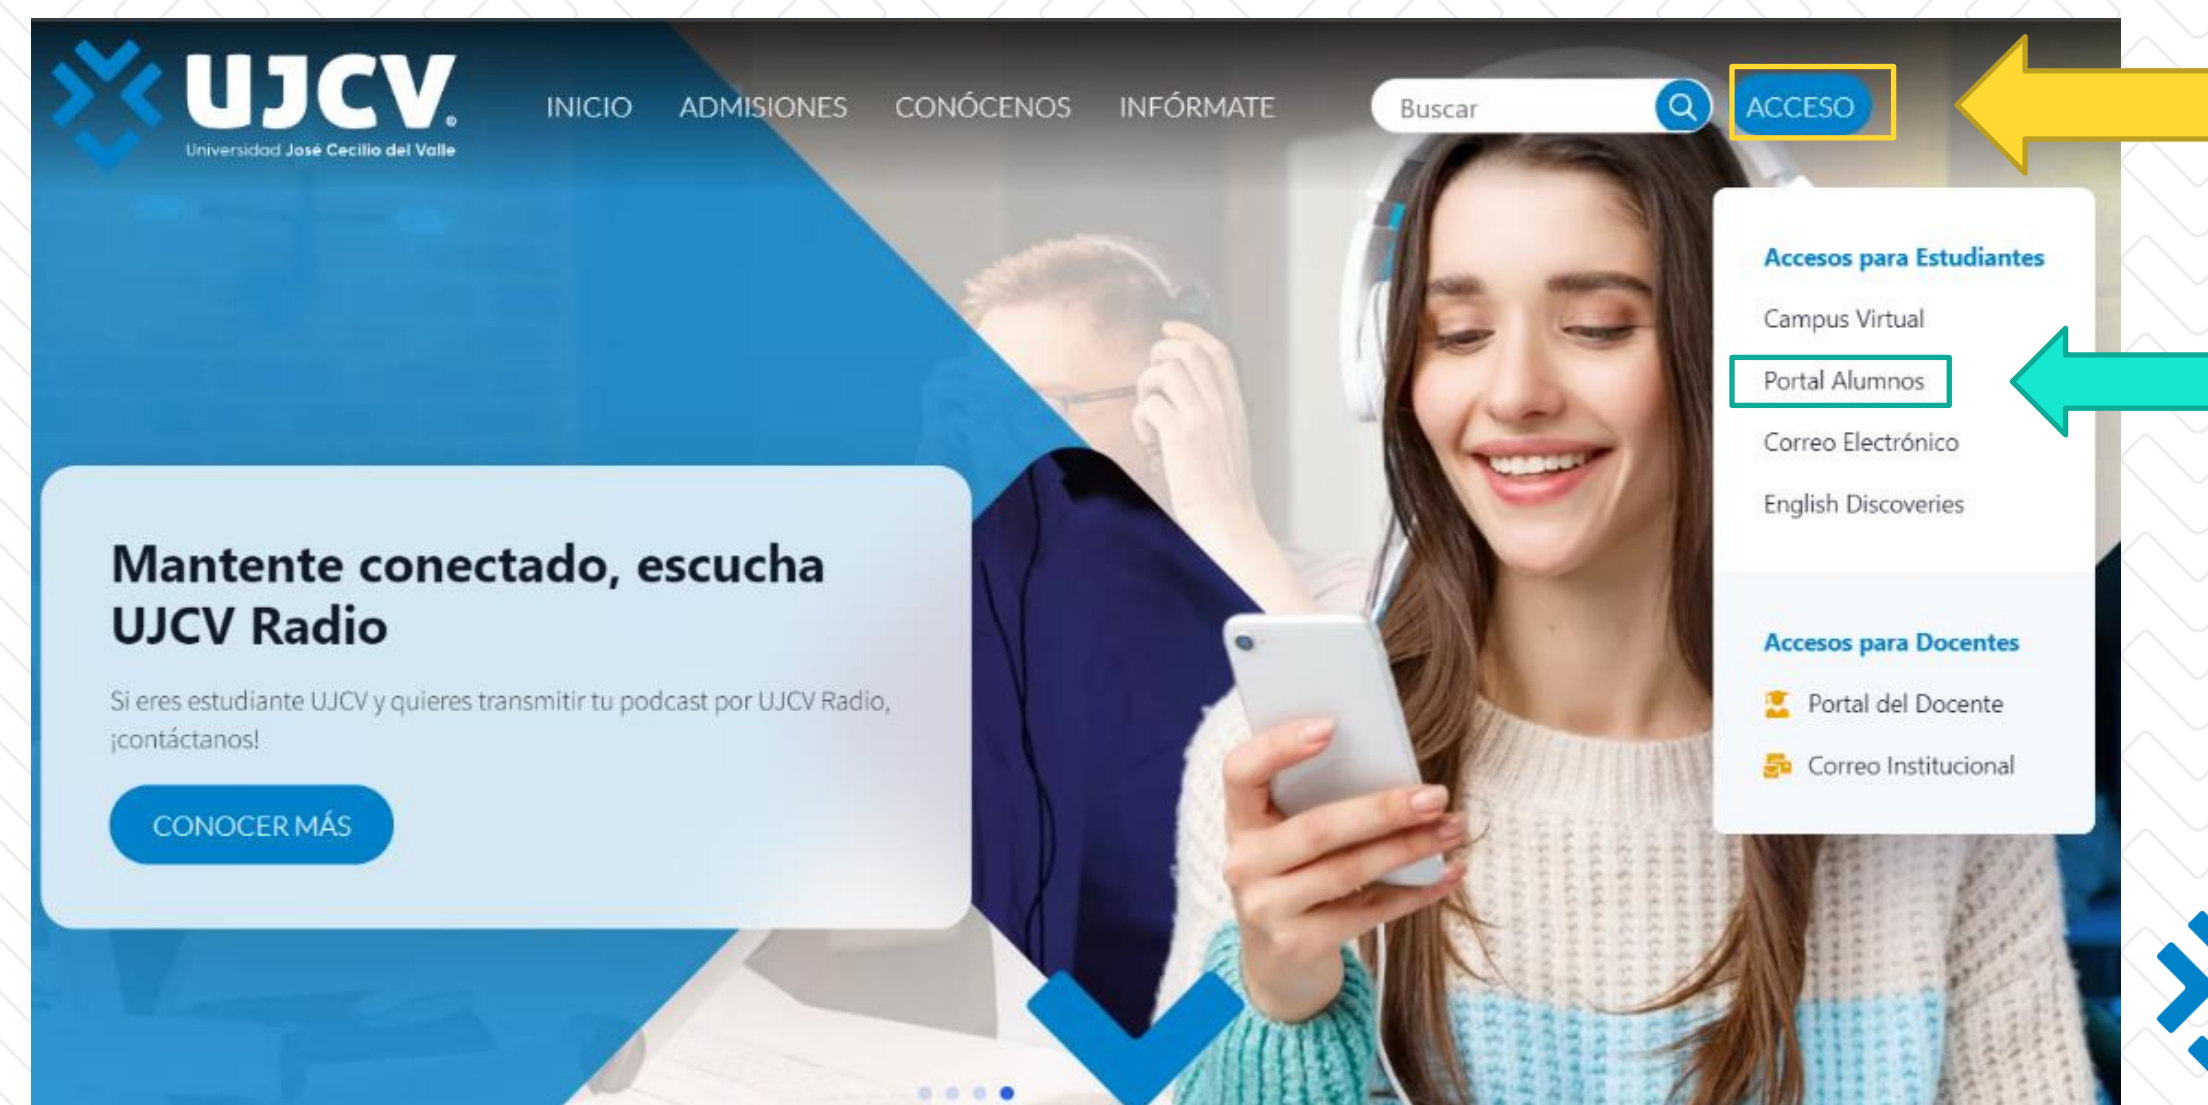 UJCV
Universidad José Cecilio del Valle
INICIO ADMISIONES CONÓCENOS INFÓRMATE Buscar ACCESO
Accesos para Estudiantes
Campus Virtual
Portal Alumnos
Correo Electrónico
English Discoveries
Accesos para Docentes
Portal del Docente
Correo Institucional
Mantente conectado, escucha
UJCV Radio
Si eres estudiante UJCV y quieres transmitir tu podcast por UJCV Radio,
¡contáctanos!
CONOCER MÁS